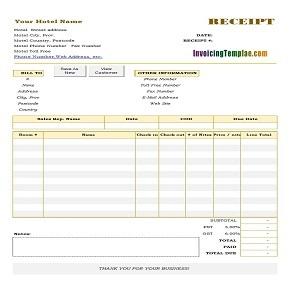 Your Hotel Name
RECEIPT
Hotel Street address
DATE:
Hotel City, Prov.
RECEIPT #:
Hotel Country, Postcode
Hotel Phone Number Fax Number
InvoicingTemplae.com
Hotel Toll Free
Phone Number,Web Address, etc.
BILL TO
Save As New
View Customer
OTHER INFORMATION
#
Phone Number
Name
Toll Free Number
Address
Fax Number
City, Prov
E-Mail Address
Postcode
Web Site
Country
Sales Rep. Name
Date
COD
Due Date
Room #
Name
Check in
Check out
# of Nites
Price / nite
Line Total
SUBTOTAL -
PST 5.00% -
Notes:
GST 6.00% -
TOTAL -
PAID -
TOTAL DUE -
THANK YOU FOR YOUR BUSINESS!